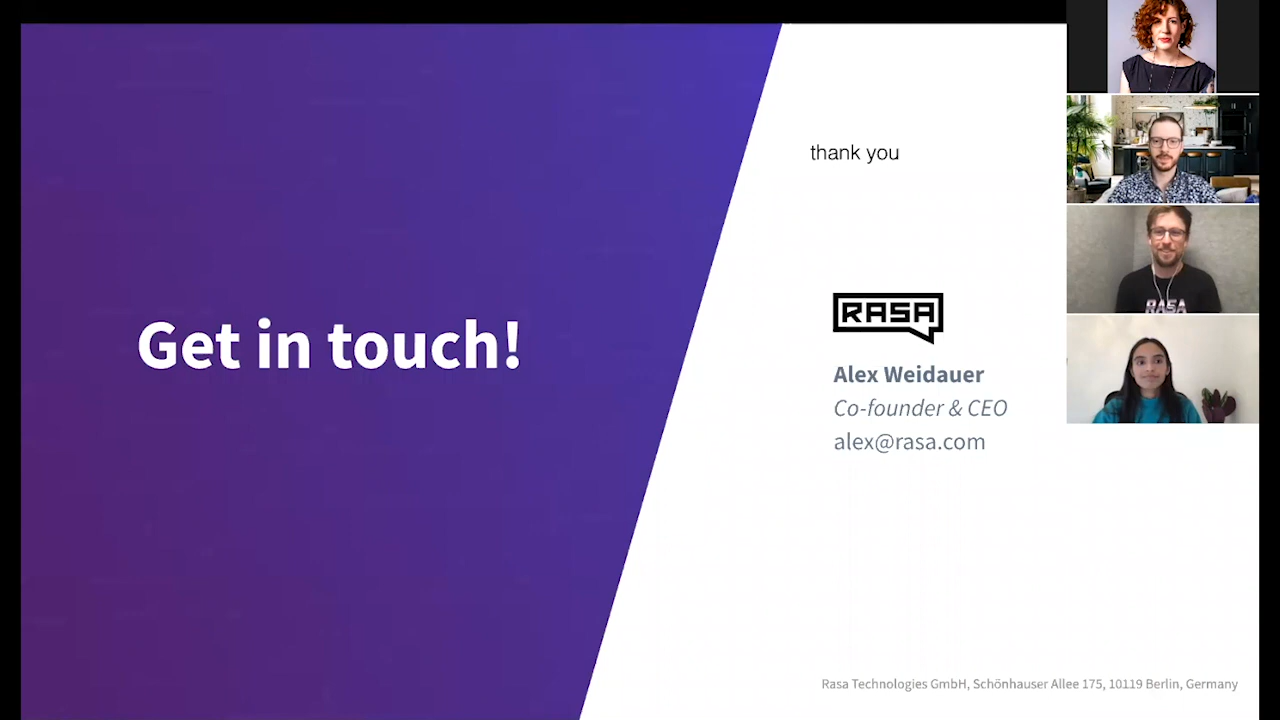 Get in touch!
thank you
RASA
Alex Weidauer
Co-founder & CEO
alex@rasa.com
Rasa Technologies GmbH, Schönhauser Allee 175, 10119 Berlin, Germany
RASA